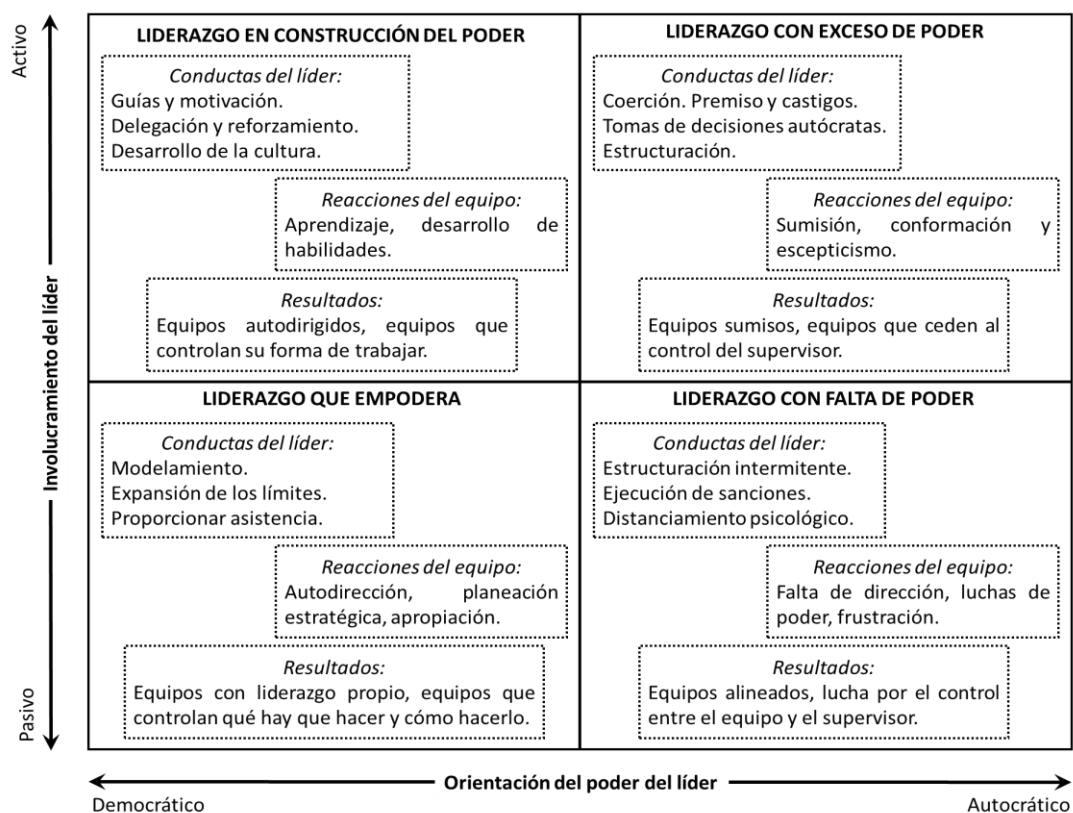 Activo
Involucramiento del líder
Pasivo
LIDERAZGO EN CONSTRUCCIÓN DEL PODER
Conductas del líder:
Guías y motivación.
Delegación y reforzamiento.
Desarrollo de la cultura.
Reacciones del equipo:
Aprendizaje, desarrollo de
habilidades.
Resultados:
Equipos autodirigidos, equipos que
controlan su forma de trabajar.
LIDERAZGO CON EXCESO DE PODER
Conductas del líder:
Coerción. Premiso y castigos.
Tomas de decisiones autócratas.
Estructuración.
Reacciones del equipo:
Sumisión, conformación y
escepticismo.
Resultados:
Equipos sumisos, equipos que ceden al
control del supervisor.
LIDERAZGO QUE EMPODERA
Conductas del líder:
Modelamiento.
Expansión de los límites.
Proporcionar asistencia.
Reacciones del equipo:
Autodirección, planeación
estratégica, apropiación.
Resultados:
Equipos con liderazgo propio, equipos que
controlan qué hay que hacer y cómo hacerlo.
LIDERAZGO CON FALTA DE PODER
Conductas del líder:
Estructuración intermitente.
Ejecución de sanciones.
Distanciamiento psicológico.
Reacciones del equipo:
Falta de dirección, luchas de
poder, frustración.
Resultados:
Equipos alineados, lucha por el control
entre el equipo y el supervisor.
Orientación del poder del líder
Democrático
Autocrático